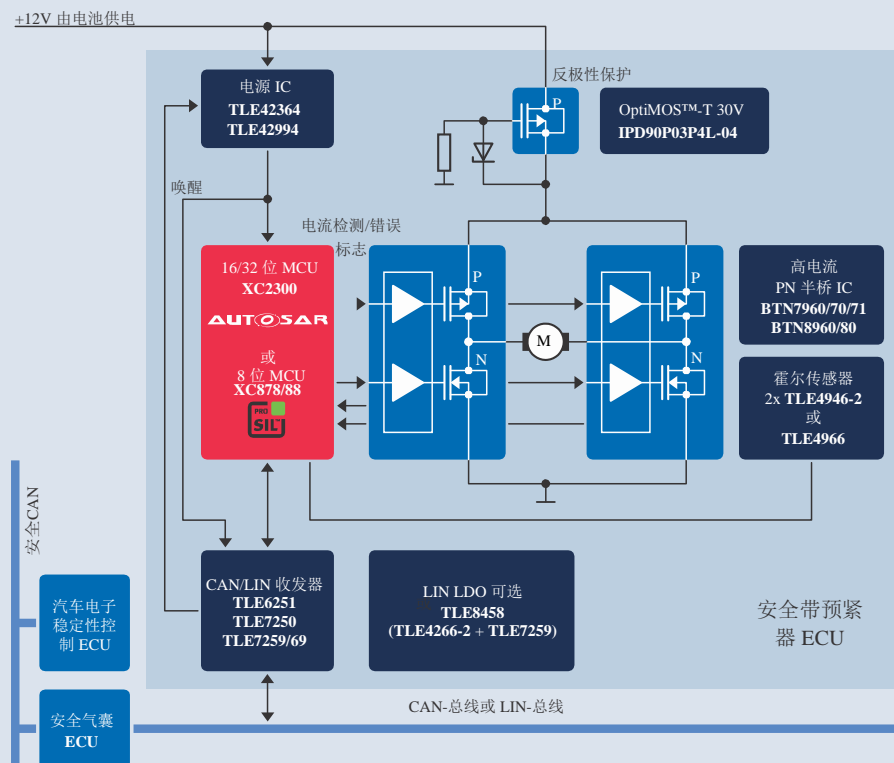 +12V 由电池供电
反极性保护
电源 IC
TLE42364
TLE42994
P
OptiMOS™-T 30V
IPD90P03P4L-04
唤醒
电流检测/错误
标志
16/32 位 MCU
XC2300
AUTOSAR
或
8 位 MCU
XC878/88
PRO
SIL™
P
N
M
P
N
高电流
PN 半桥 IC
BTN7960/70/71
BTN8960/80
霍尔传感器
2x TLE4946-2
或
TLE4966
安全CAN
CAN/LIN 收发器
TLE6251
TLE7250
TLE7259/69
LIN LDO 可选
TLE8458
(TLE4266-2 + TLE7259)
汽车电子
稳定性控
制 ECU
安全带预紧
器 ECU
安全气囊
ECU
CAN-总线或 LIN-总线